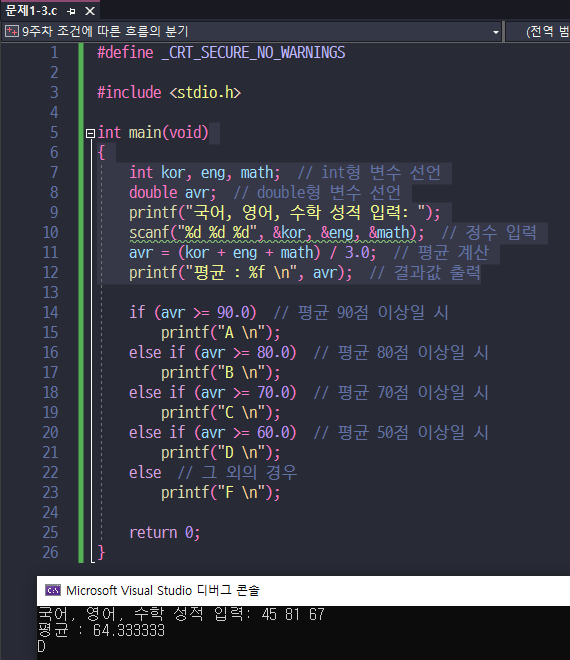 문제1-3.c
9주차 조건에 따른 흐름의 분기 (전역 범
1 #define _CRT_SECURE_NO_WARNINGS
2
3 #include <stdio.h>
4
5 int main(void)
6 {
7 int kor, eng, math; // int형 변수 선언
8 double avr; // double형 변수 선언
9 printf("국어, 영어, 수학 성적 입력: ");
10 scanf("%d %d %d", &kor, &eng, &math); // 정수 입력
11 avr = (kor + eng + math) / 3.0; // 평균 계산
12 printf("평균 : %f \n", avr); // 결과값 출력
13
14 if (avr >= 90.0) // 평균 90점 이상일 시
15 printf("A \n");
16 else if (avr >= 80.0) // 평균 80점 이상일 시
17 printf("B \n");
18 else if (avr >= 70.0) // 평균 70점 이상일 시
19 printf("C \n");
20 else if (avr >= 60.0) // 평균 50점 이상일 시
21 printf("D \n");
22 else // 그 외의 경우
23 printf("F \n");
24
25 return 0;
26 }
Microsoft Visual Studio 디버그 콘솔
국어, 영어, 수학 성적 입력: 45 81 67
평균 : 64.333333
D